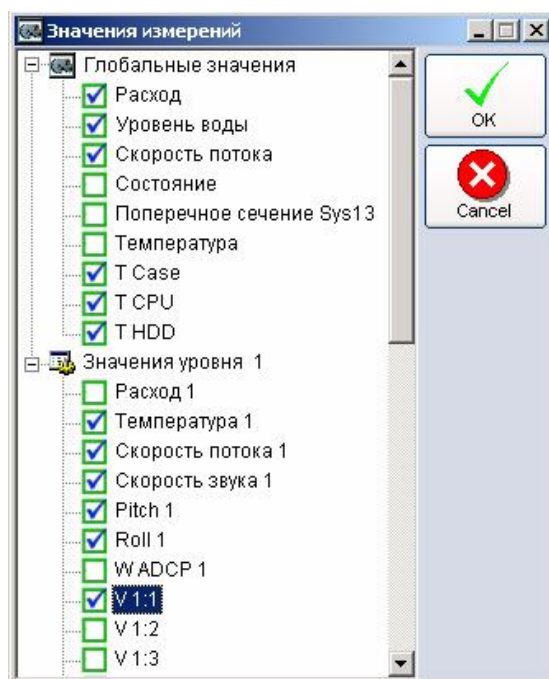 Значения измерений
Глобальные значения
Расход
Уровень воды
Скорость потока
Состояние
Поперечное сечение Sys13
Температура
T Case
T CPU
T HDD
Значения уровня 1
Расход 1
Температура 1
Скорость потока 1
Скорость звука 1
Pitch 1
Roll 1
W ADCP 1
V 1:1
V 1:2
V 1:3
OK
Cancel